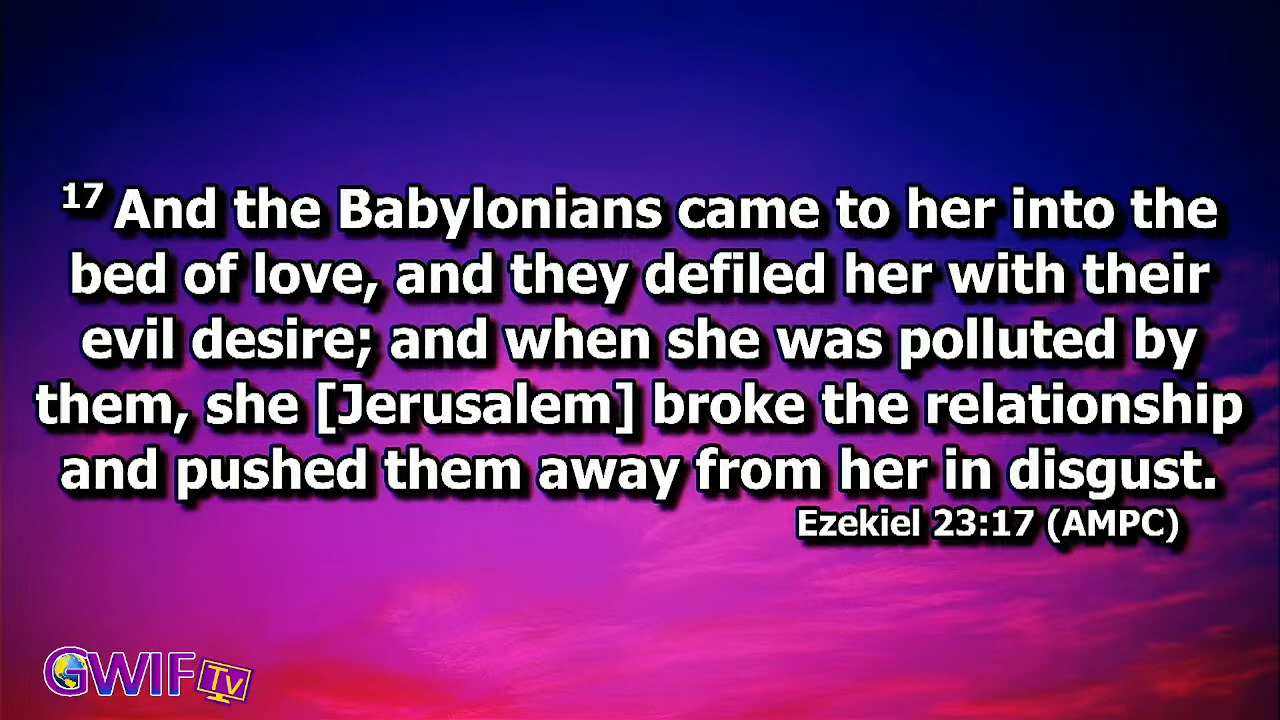 17 And the Babylonians came to her into the
bed of love, and they defiled her with their
evil desire; and when she was polluted by
them, she [Jerusalem] broke the relationship
and pushed them away from her in disgust.
Ezekiel 23:17 (AMPC)
GWIF Tv